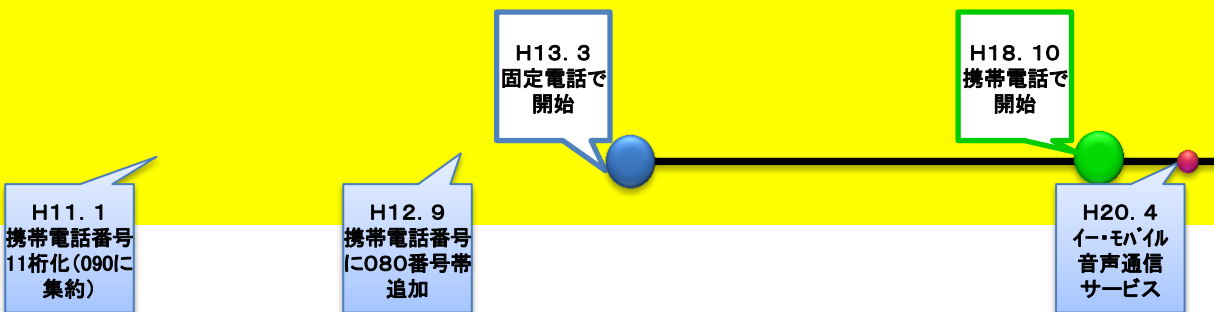 H13．3
固定電話で
開始
H18．10
携帯電話で
開始
H11．1
携帯電話番号
11桁化（090に
集約）
H12．9
携帯電話番号
に０８０番号帯
追加
H20．4
イー・モバイル
音声通信
サービス